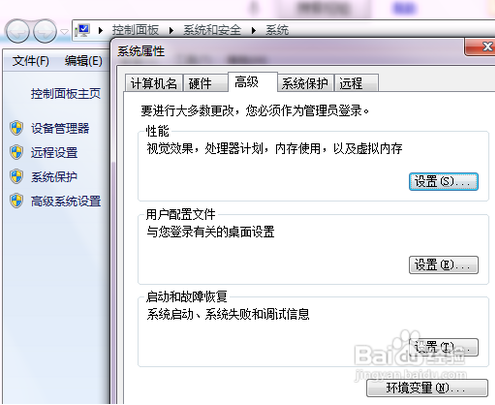 控制面板 ▸ 系统和安全 ▸ 系统
文件(F) 编辑(E)
系统属性
控制面板主页
设备管理器
远程设置
系统保护
高级系统设置
计算机名 硬件 高级 系统保护 远程
要进行大多数更改，您必须作为管理员登录。
性能
视觉效果，处理器计划，内存使用，以及虚拟内存
设置(S)...
用户配置文件
与您登录有关的桌面设置
设置(E)...
启动和故障恢复
系统启动、系统失败和调试信息
设置(T)...
Baidu经验
jingyan.baidu.com
环境变量(N)...